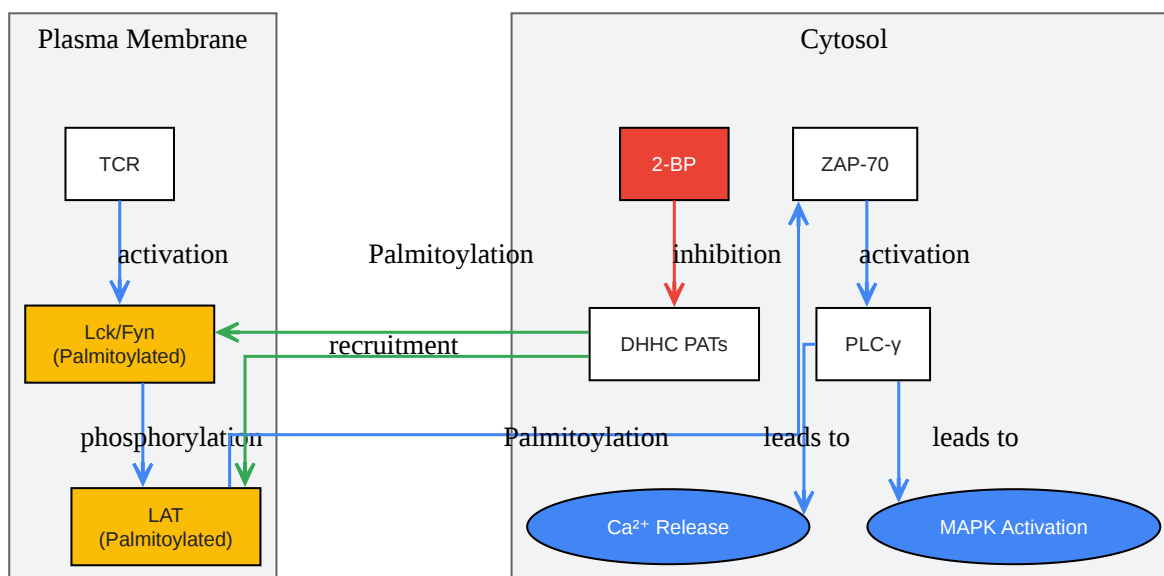 Plasma Membrane
Cytosol
TCR
2-BP
ZAP-70
activation
Palmitoylation
inhibition
activation
Lck/Fyn
(Palmitoylated)
recruitment
DHHC PATs
PLC-γ
phosphorylation
Palmitoylation
leads to
leads to
LAT
(Palmitoylated)
Ca²⁺ Release
MAPK Activation